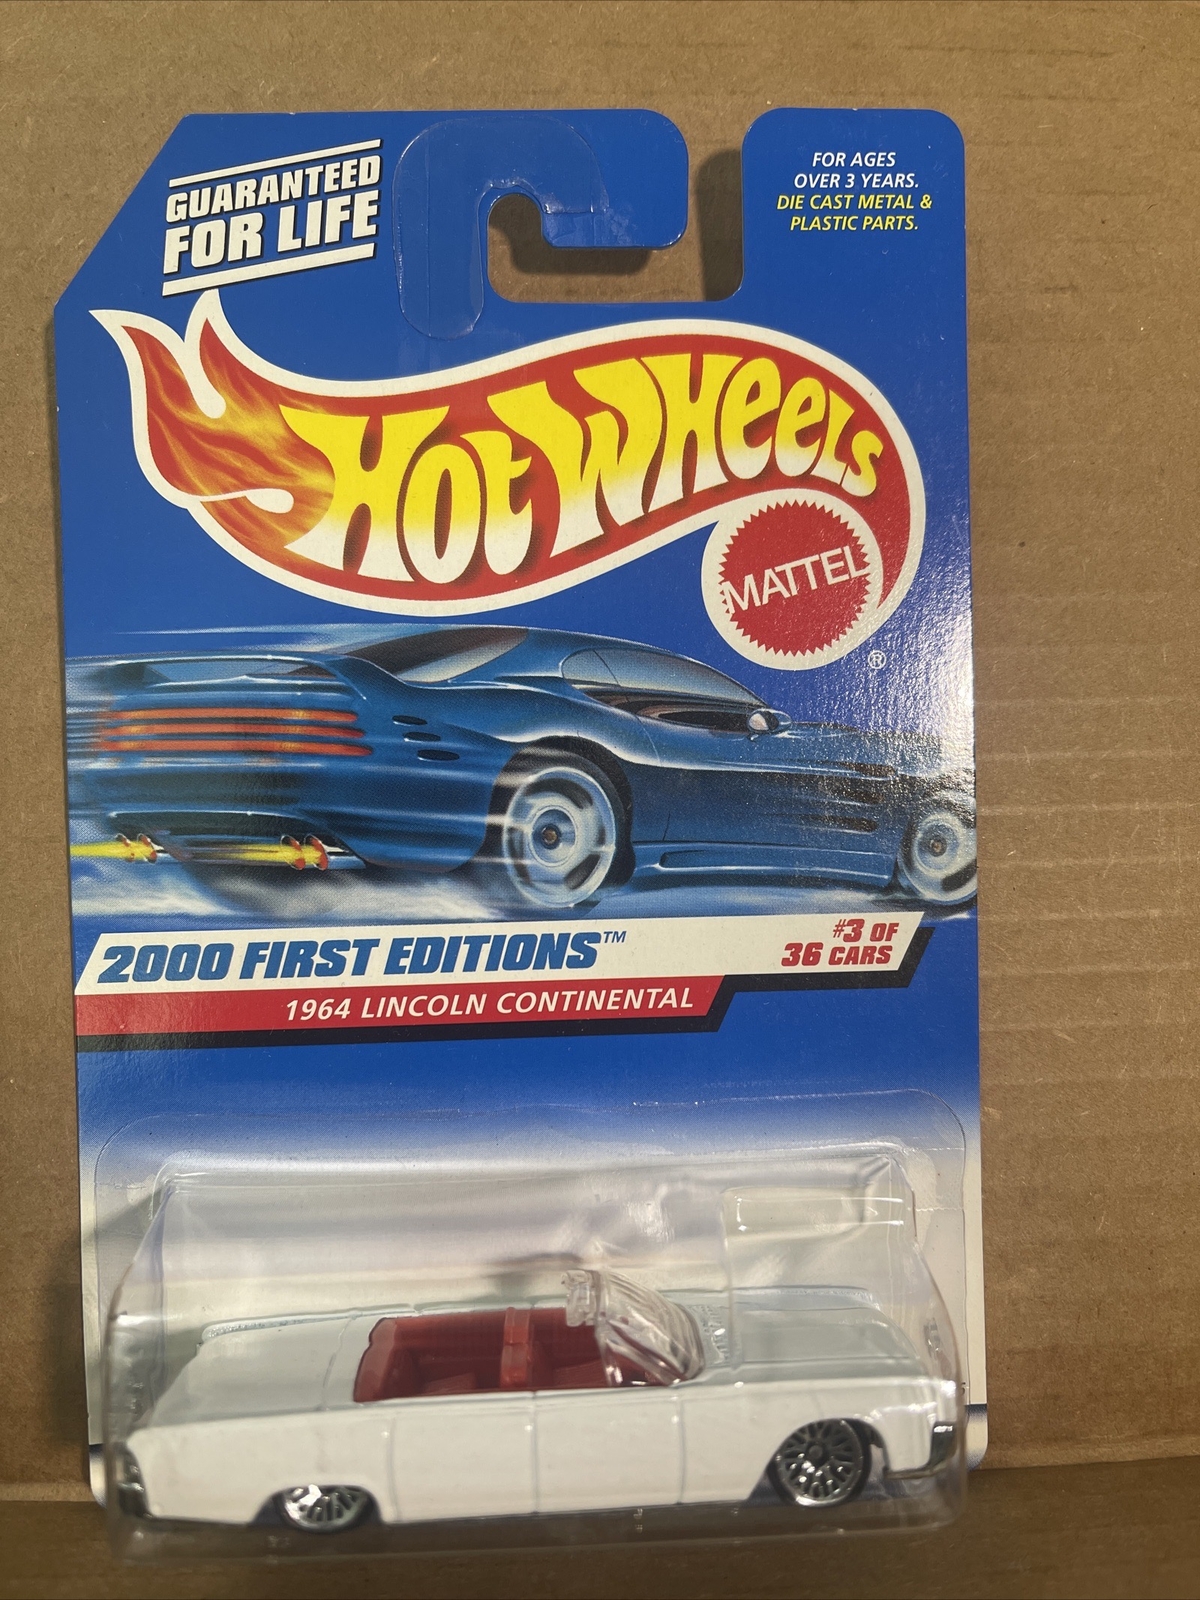 GUARANTEED
FOR LIFE
FOR AGES
OVER 3 YEARS.
DIE CAST METAL &
PLASTIC PARTS.
HOT WHEELS
MATTEL
®
2000 FIRST EDITIONS™
#3 OF
36 CARS
1964 LINCOLN CONTINENTAL